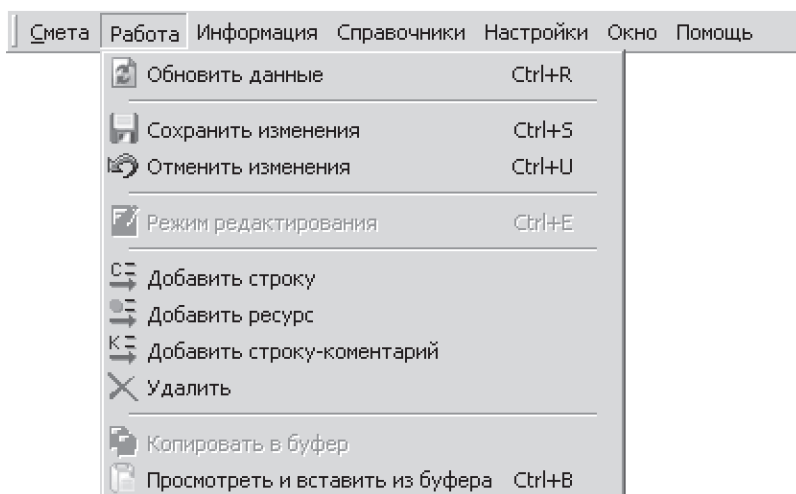 Смета Работа Информация Справочники Настройки Окно Помощь
Обновить данные Ctrl+R
Сохранить изменения Ctrl+S
Отменить изменения Ctrl+U
Режим редактирования Ctrl+E
Добавить строку
Добавить ресурс
Добавить строку-коментарий
Удалить
Копировать в буфер
Просмотреть и вставить из буфера Ctrl+B